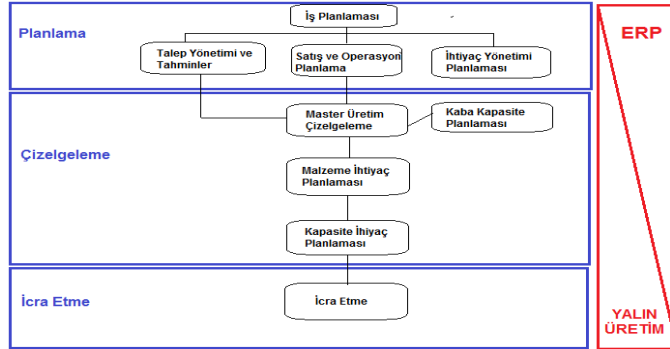 İş Planlaması
Planlama
ERP
Talep Yönetimi ve
Tahminler
Satış ve Operasyon
Planlama
İhtiyaç Yönetimi
Planlaması
Master Üretim
Çizelgeleme
Kaba Kapasite
Planlaması
Çizelgeleme
Malzeme İhtiyaç
Planlaması
Kapasite İhiyaç
Planlaması
İcra Etme
İcra Etme
YALIN
ÜRETİM